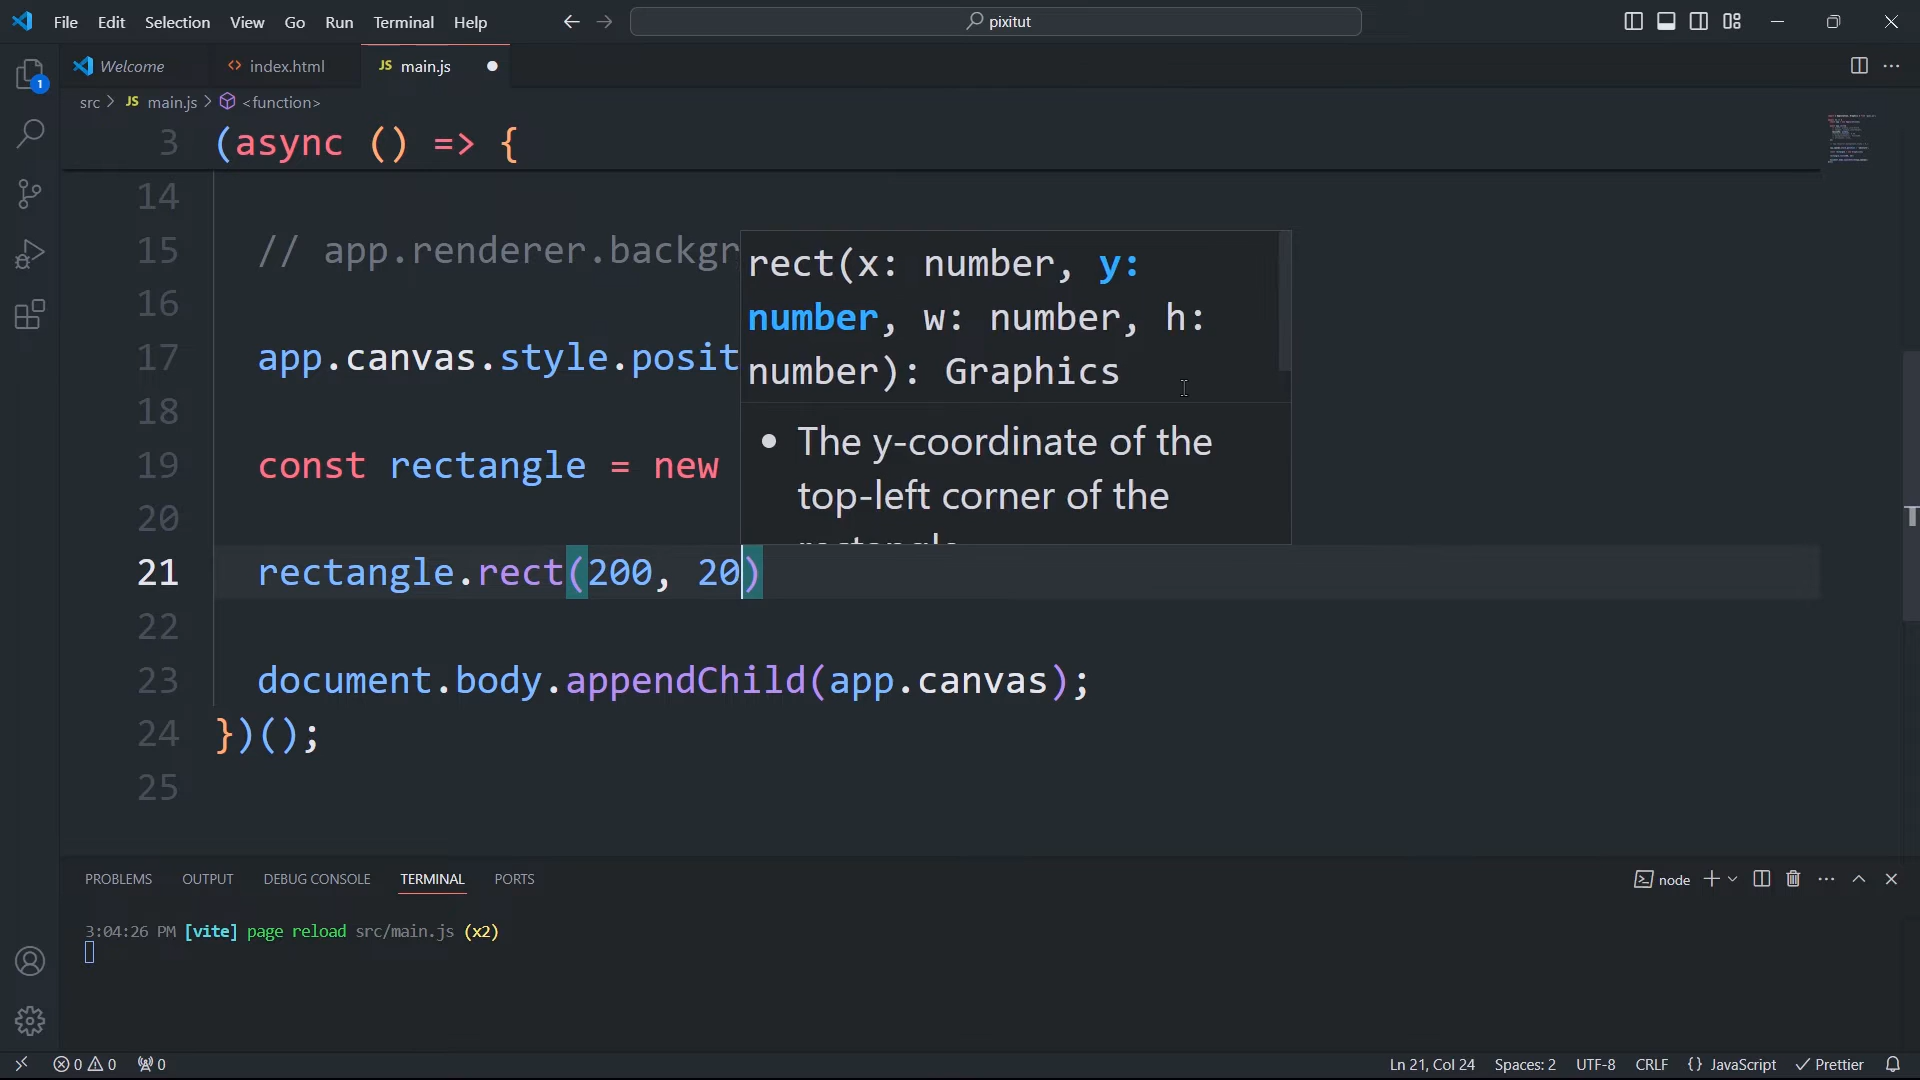 File Edit Selection View Go Run Terminal Help
pixitut
1
Welcome
index.html
JS main.js
src > JS main.js > <function>
3 (async () => {
14
15 // app.renderer.backgr
16
17 app.canvas.style.posit
18
19 const rectangle = new
20
21 rectangle.rect(200, 20)
22
23 document.body.appendChild(app.canvas);
24 })();
25
rect(x: number, y:
number, w: number, h:
number): Graphics
• The y-coordinate of the
top-left corner of the
rectangle
PROBLEMS OUTPUT DEBUG CONSOLE TERMINAL PORTS
node
3:04:26 PM [vite] page reload src/main.js (x2)
0 0 0
Ln 21, Col 24 Spaces: 2 UTF-8 CRLF {} JavaScript Prettier